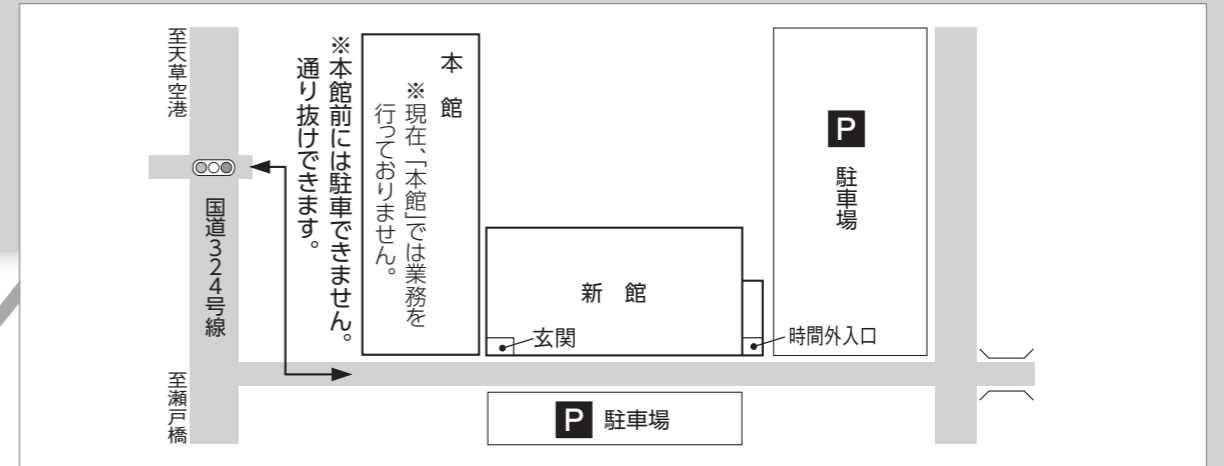 至天草空港
国道324号線
至瀬戸橋
※本館前には駐車できません。
通り抜けできます。
本館
※現在、「本館」では業務を
行っておりません。
新館
玄関
時間外入口
P
駐車場
P 駐車場